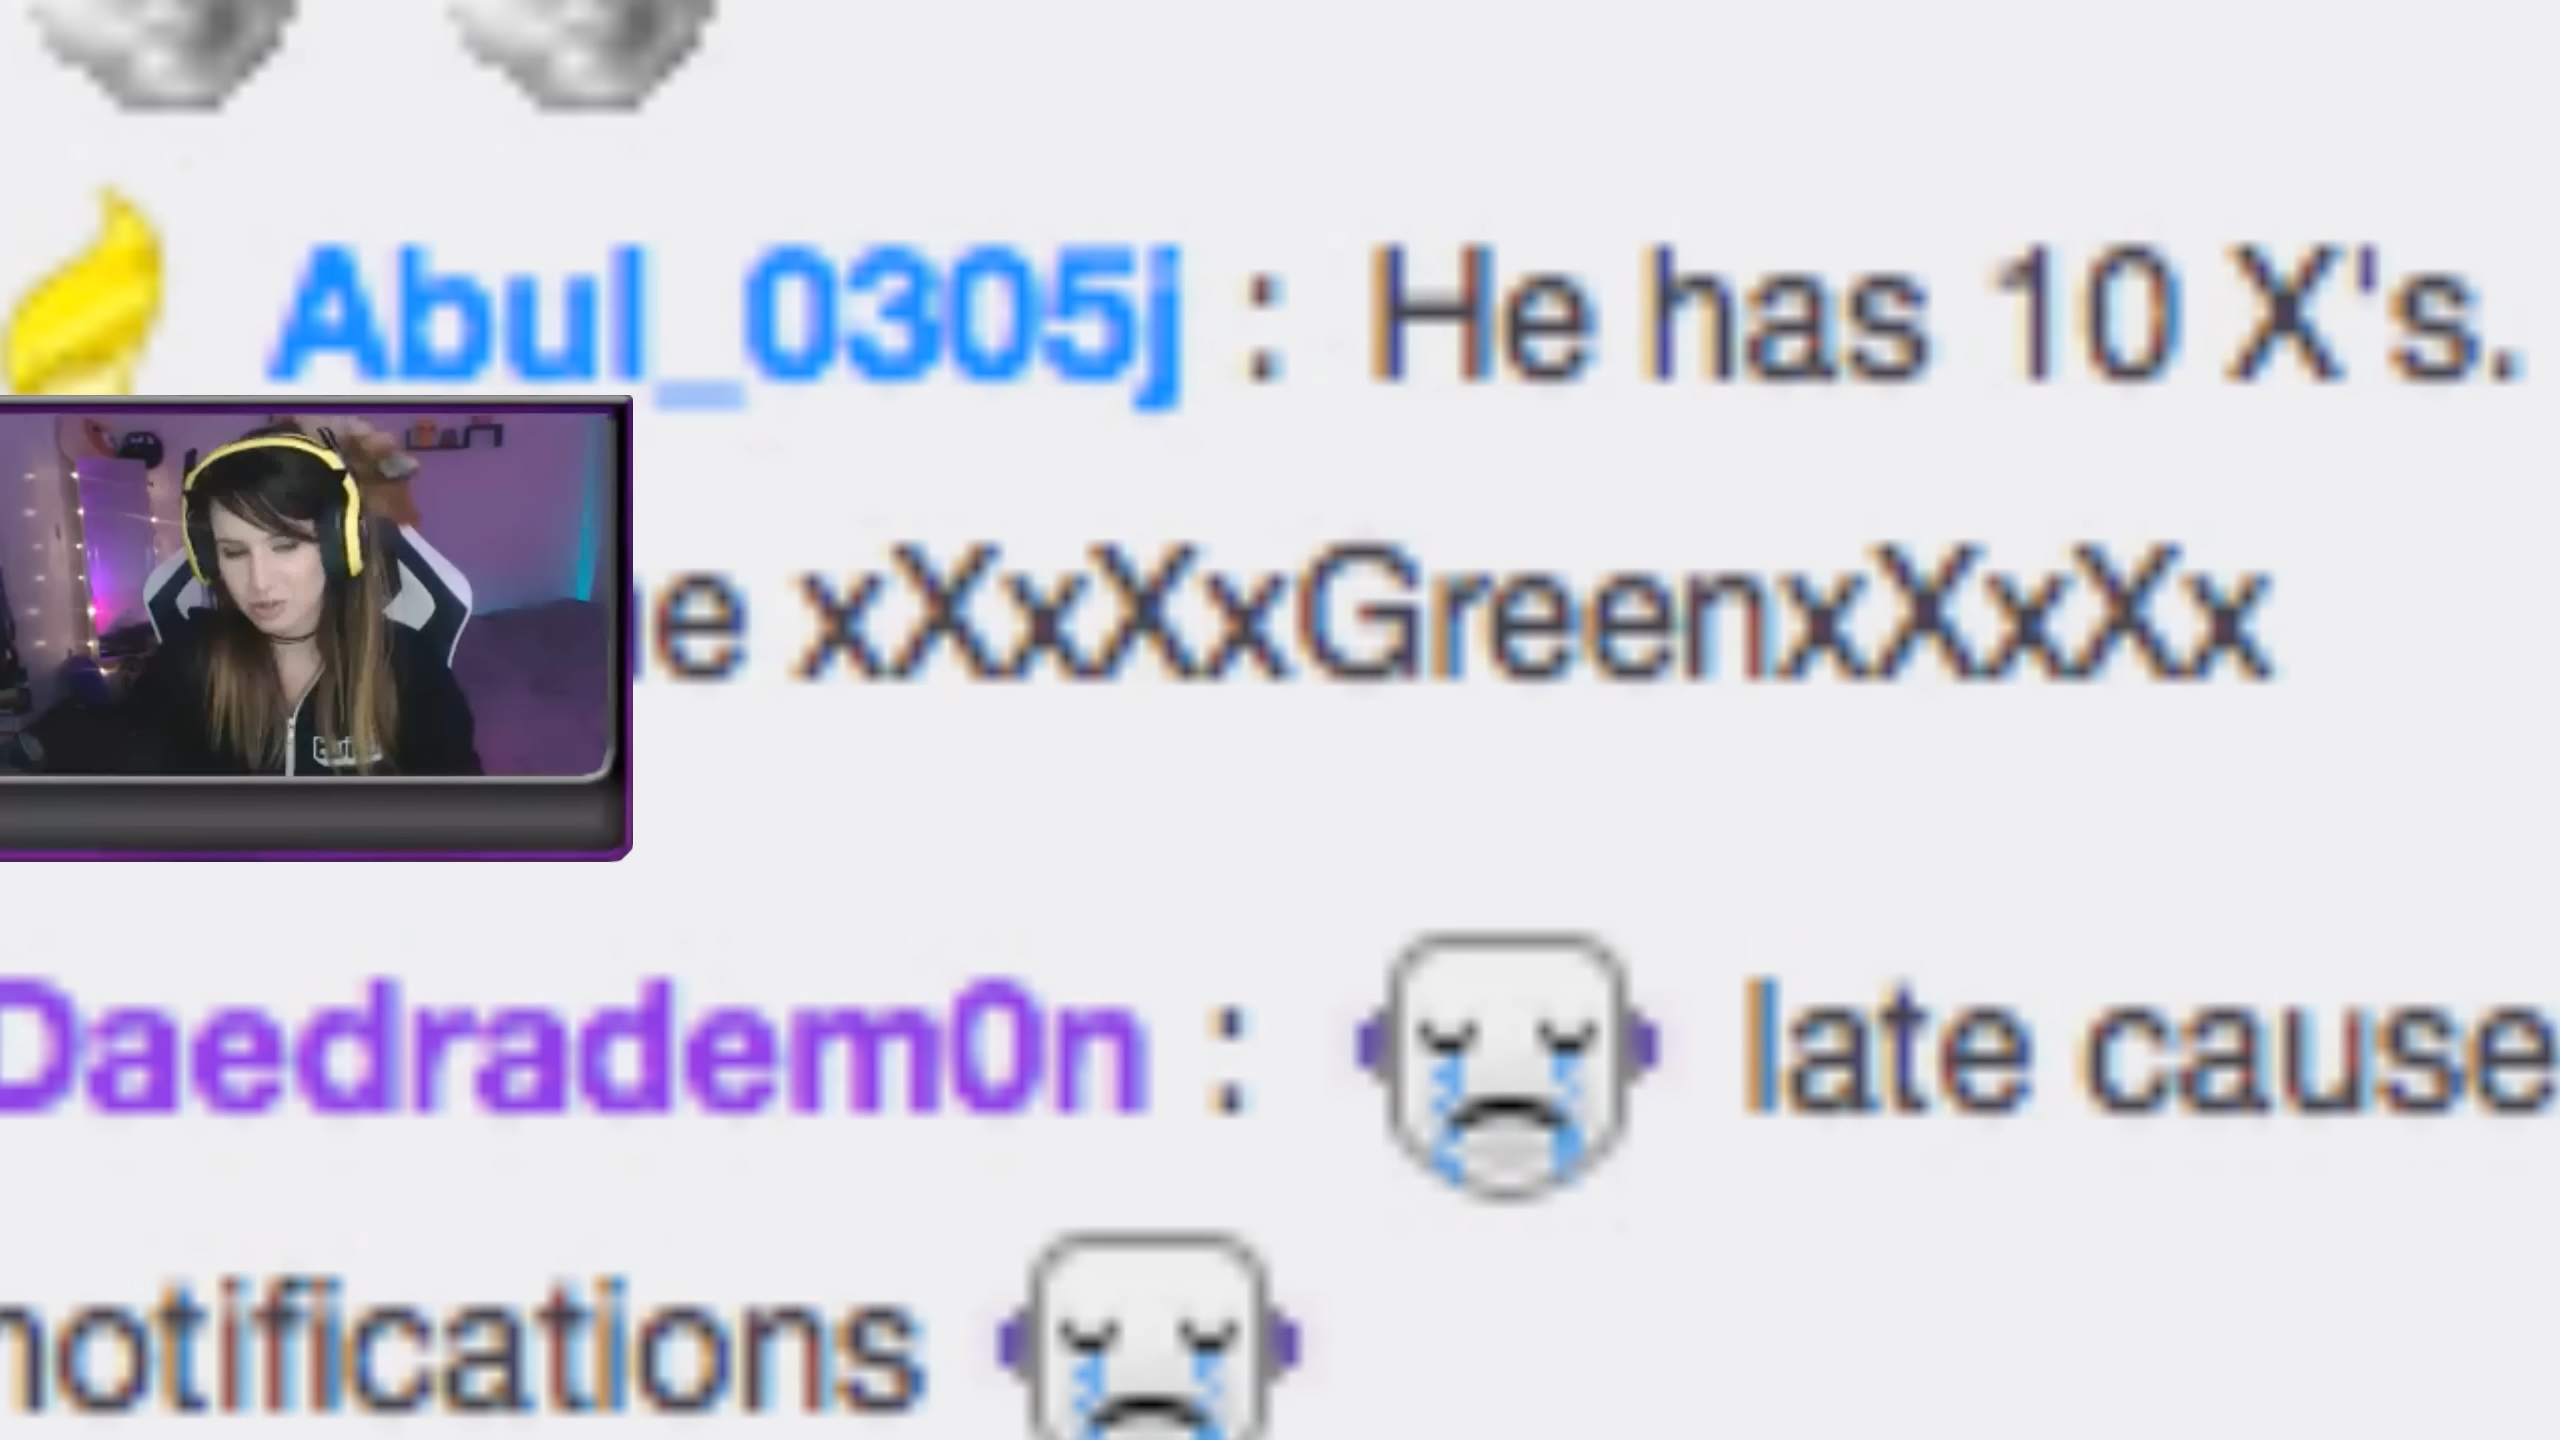 Abul_0305j : He has 10 X's.
e xXxXxGreenxXxXx
Daedradem0n : late cause
notifications